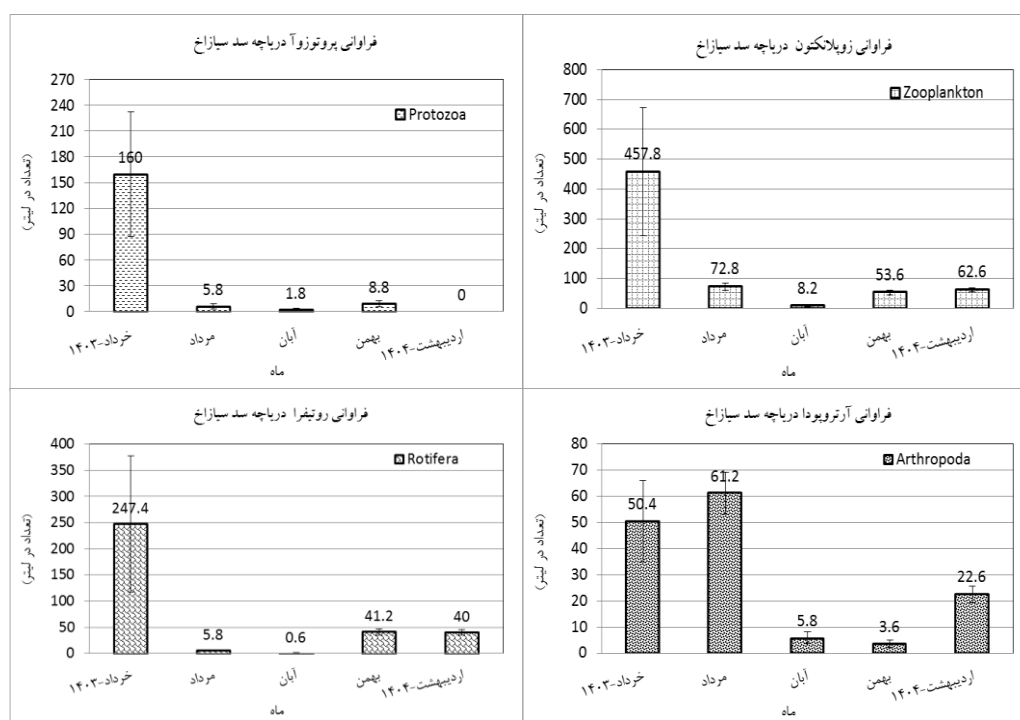 فراوانی پروتوزوآ دریاچه سد سیازاخ
Protozoa
(تعداد در لیتر)
270
240
210
180
150
120
90
60
30
0
160
5.8
1.8
8.8
0
خرداد-۱۴۰۳
مرداد
آبان
بهمن
اردیبهشت-۱۴۰۴
ماه
فراوانی زوپلانکتون دریاچه سد سیازاخ
Zooplankton
(تعداد در لیتر)
800
700
600
500
400
300
200
100
0
457.8
72.8
8.2
53.6
62.6
خرداد-۱۴۰۳
مرداد
آبان
بهمن
اردیبهشت-۱۴۰۴
ماه
فراوانی روتیفرا دریاچه سد سیازاخ
Rotifera
(تعداد در لیتر)
400
350
300
250
200
150
100
50
0
247.4
5.8
0.6
41.2
40
خرداد-۱۴۰۳
مرداد
آبان
بهمن
اردیبهشت-۱۴۰۴
ماه
فراوانی آرتروپودا دریاچه سد سیازاخ
Arthropoda
(تعداد در لیتر)
80
70
60
50
40
30
20
10
0
50.4
61.2
5.8
3.6
22.6
خرداد-۱۴۰۳
مرداد
آبان
بهمن
اردیبهشت-۱۴۰۴
ماه